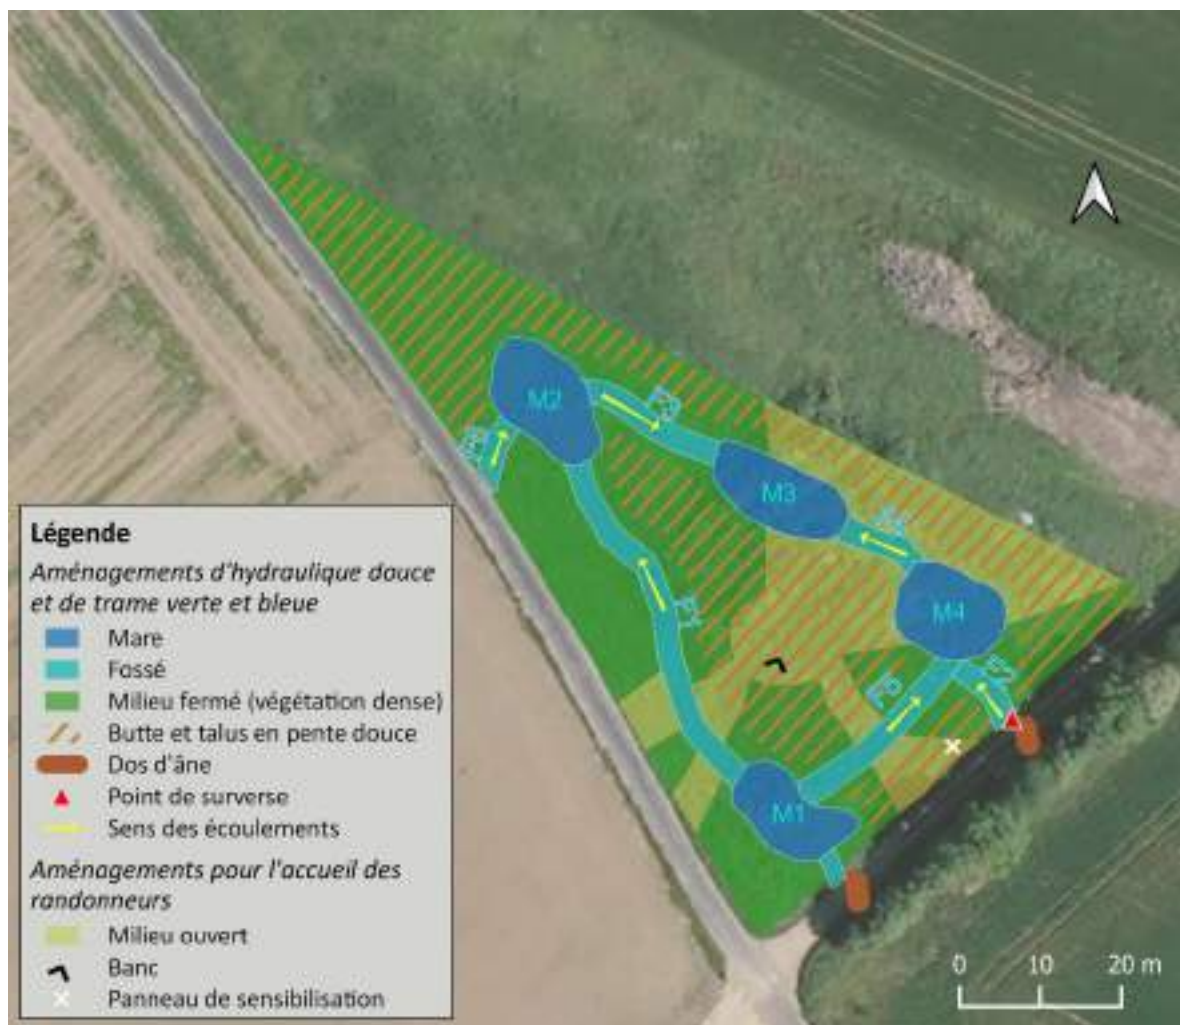 M2
M3
M4
M1
Légende
Aménagements d'hydraulique douce
et de trame verte et bleue
Mare
Fossé
Milieu fermé (végétation dense)
Butte et talus en pente douce
Dos d'âne
Point de surverse
Sens des écoulements
Aménagements pour l'accueil des
randonneurs
Milieu ouvert
Banc
Panneau de sensibilisation
0 10 20 m